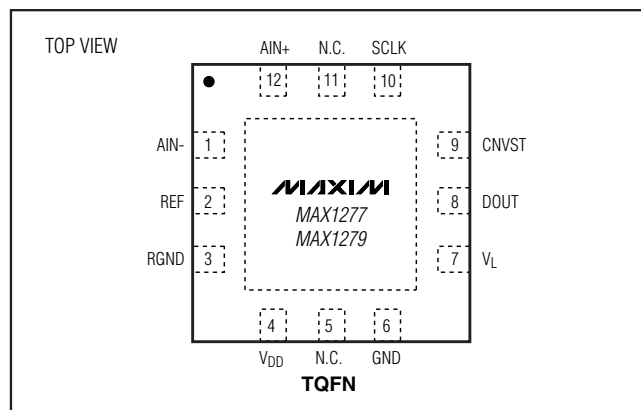 TOP VIEW
AIN+ N.C. SCLK
12 11 10
AIN- 1
9 CNVST
REF 2
8 DOUT
RGND 3
7 VL
MAXIM
MAX1277
MAX1279
4 5 6
VDD N.C. GND
TQFN